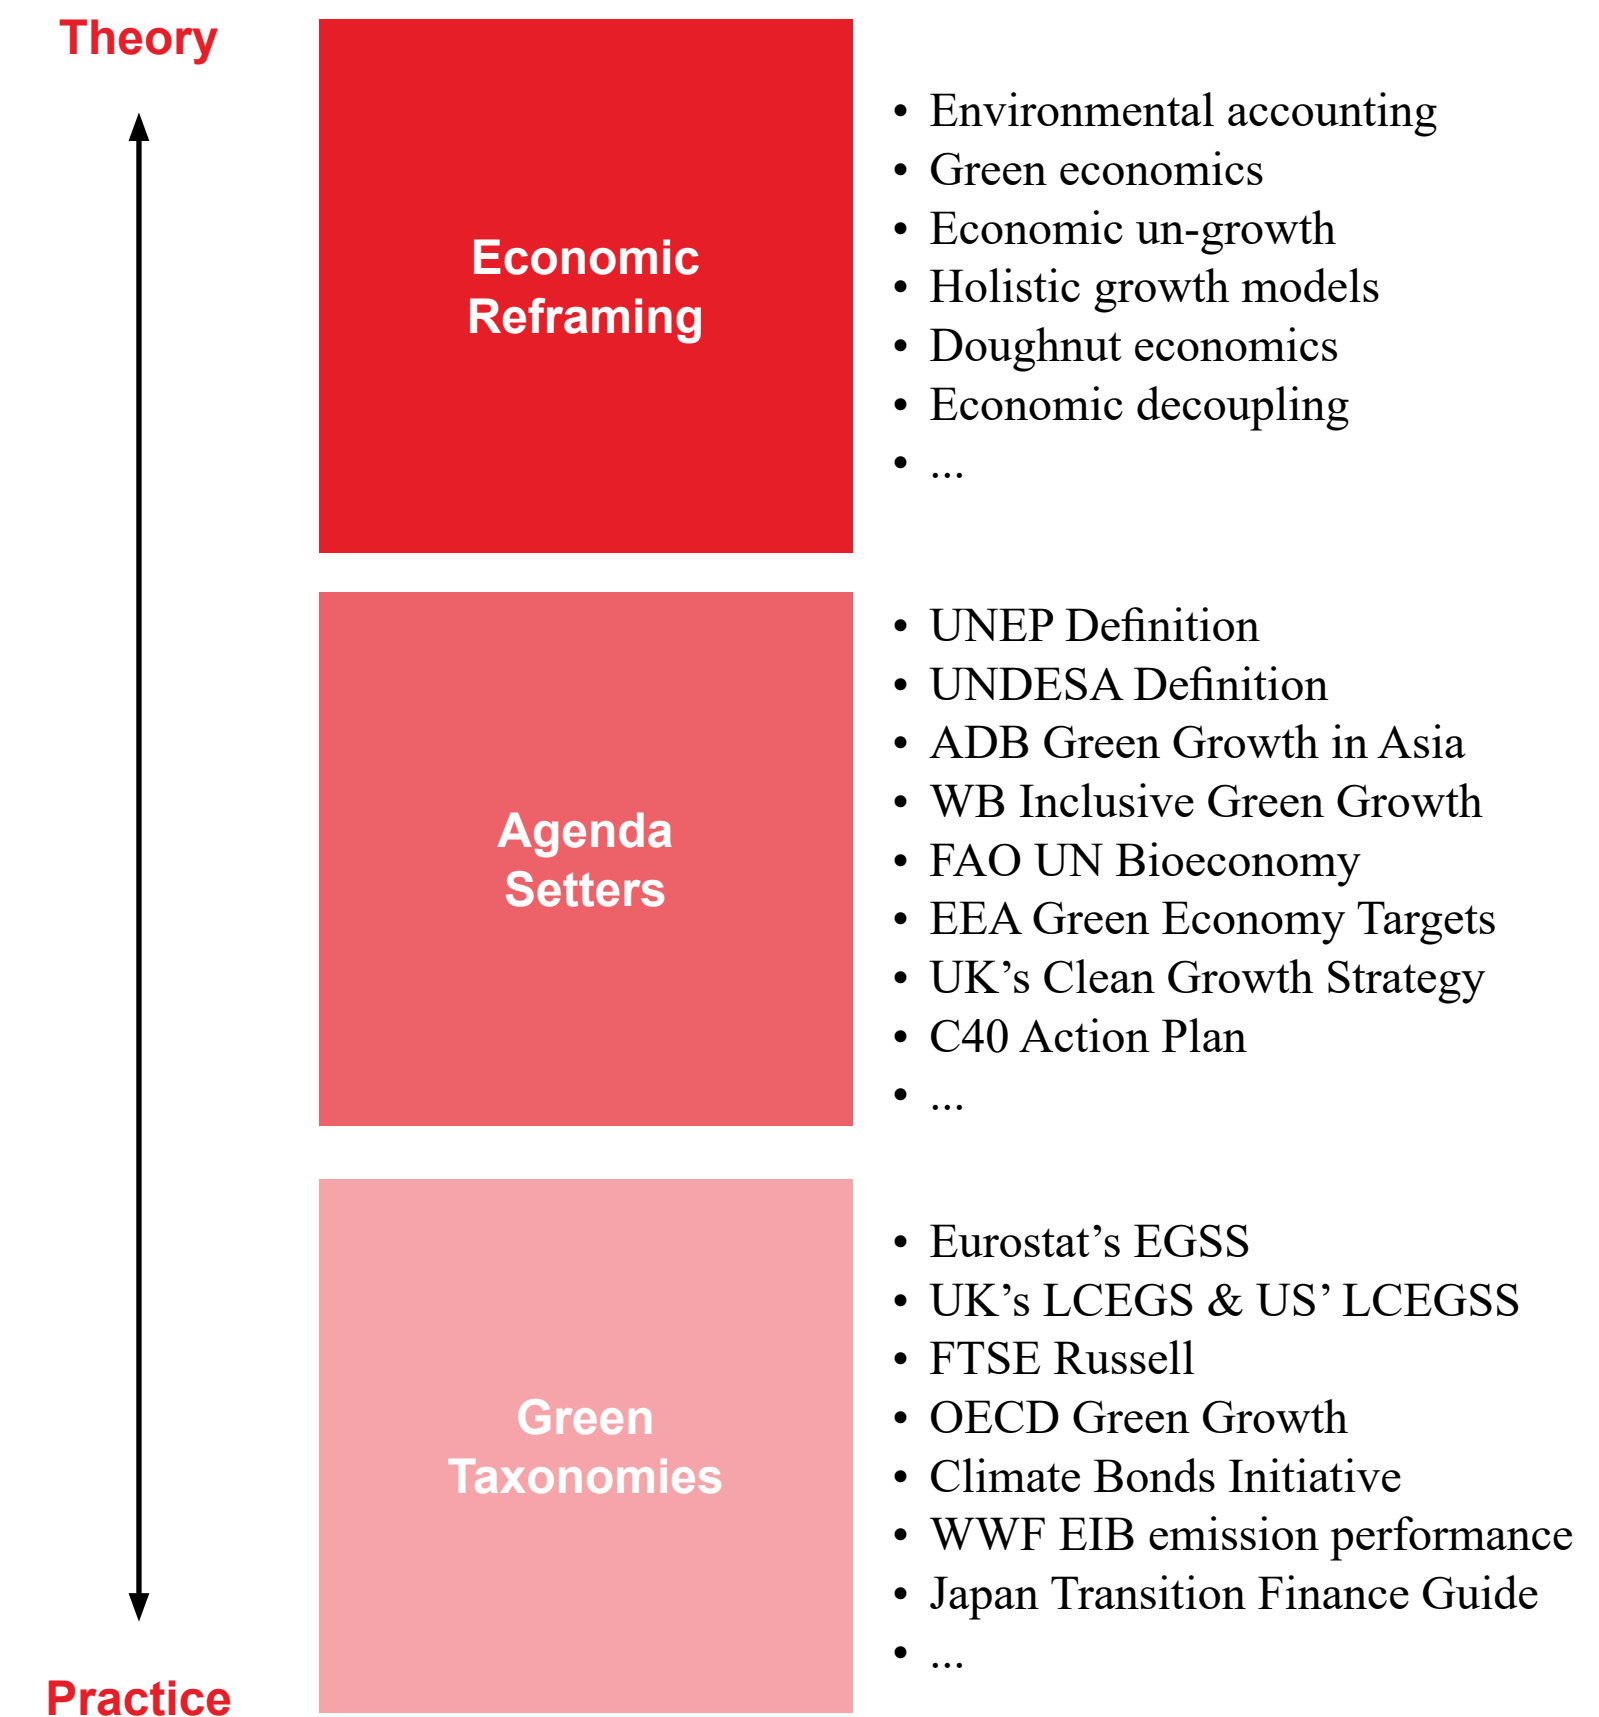 Theory
Economic
Reframing
• Environmental accounting
• Green economics
• Economic un-growth
• Holistic growth models
• Doughnut economics
• Economic decoupling
• ...
Agenda
Setters
• UNEP Definition
• UNDESA Definition
• ADB Green Growth in Asia
• WB Inclusive Green Growth
• FAO UN Bioeconomy
• EEA Green Economy Targets
• UK’s Clean Growth Strategy
• C40 Action Plan
• ...
Green
Taxonomies
• Eurostat’s EGSS
• UK’s LCEGS & US’ LCEGSS
• FTSE Russell
• OECD Green Growth
• Climate Bonds Initiative
• WWF EIB emission performance
• Japan Transition Finance Guide
• ...
Practice